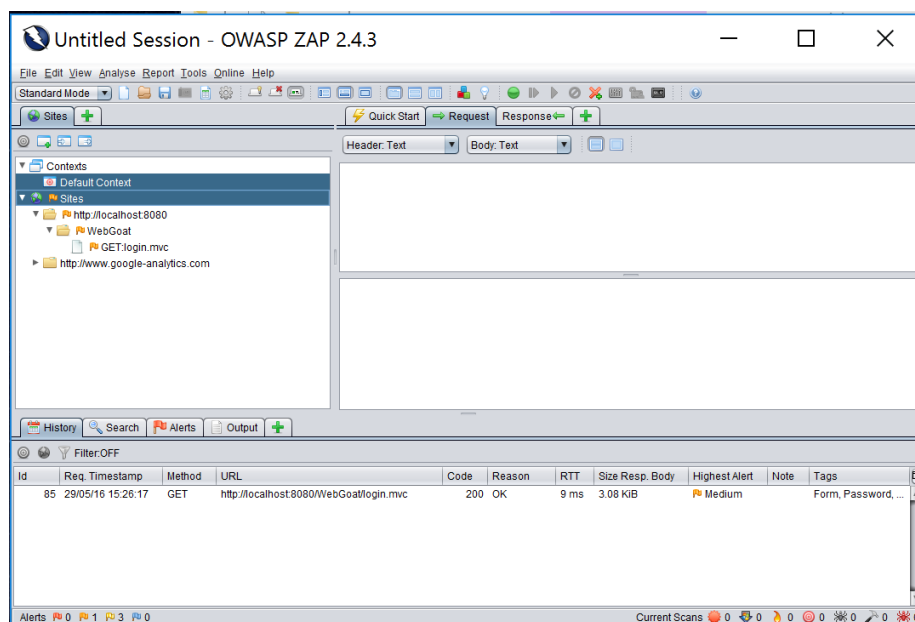 Untitled Session - OWASP ZAP 2.4.3
File Edit View Analyse Report Tools Online Help
Standard Mode
Sites
Quick Start Request Response
Header: Text Body: Text
Contexts
Default Context
Sites
http://localhost:8080
WebGoat
GET:login.mvc
http://www.google-analytics.com
History Search Alerts Output
Filter:OFF
Id Req. Timestamp Method URL Code Reason RTT Size Resp. Body Highest Alert Note Tags
85 29/05/16 15:26:17 GET http://localhost:8080/WebGoat/login.mvc 200 OK 9 ms 3.08 KiB Medium Form, Password, ...
Alerts 0 1 3 0 Current Scans 0 0 0 0 0 0